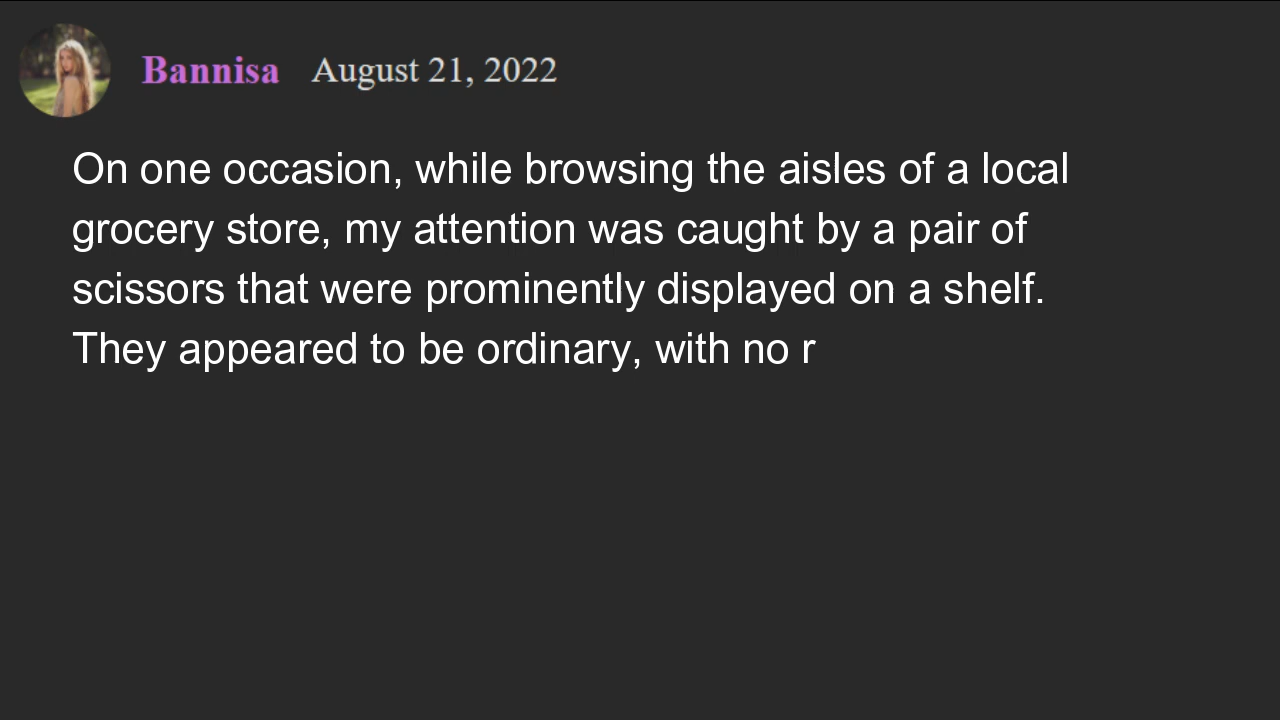 Bannisa August 21, 2022
On one occasion, while browsing the aisles of a local
grocery store, my attention was caught by a pair of
scissors that were prominently displayed on a shelf.
They appeared to be ordinary, with no r